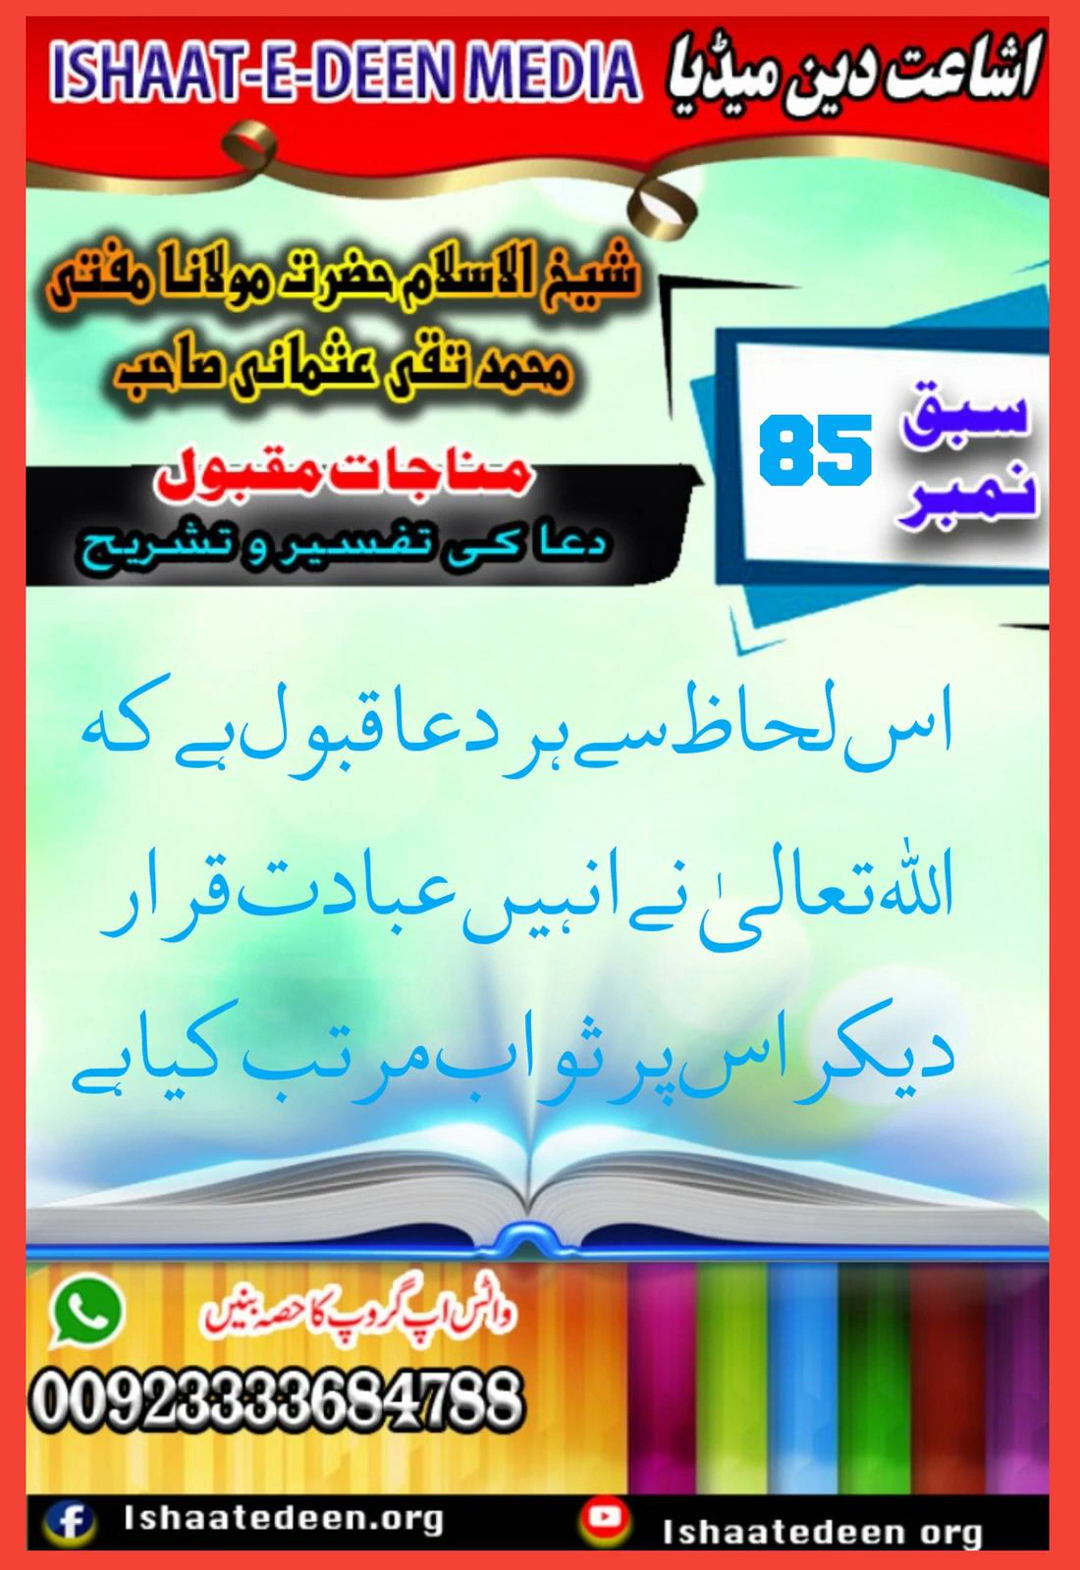 ISHAAT-E-DEEN MEDIA اشاعت دین میڈیا
شیخ الاسلام حضرت مولانا مفتی
محمد تقی عثمانی صاحب
سبق
نمبر
85
مناجات مقبول
دعا کی تفسیر و تشریح
اس لحاظ سے ہر دعا قبول ہے کہ
اللہ تعالیٰ نے انہیں عبادت قرار
دیکر اس پر ثواب مرتب کیا ہے
واٹس اپ گروپ کا حصہ بنیں
00923333684788
Ishaatedeen.org
Ishaatedeen org